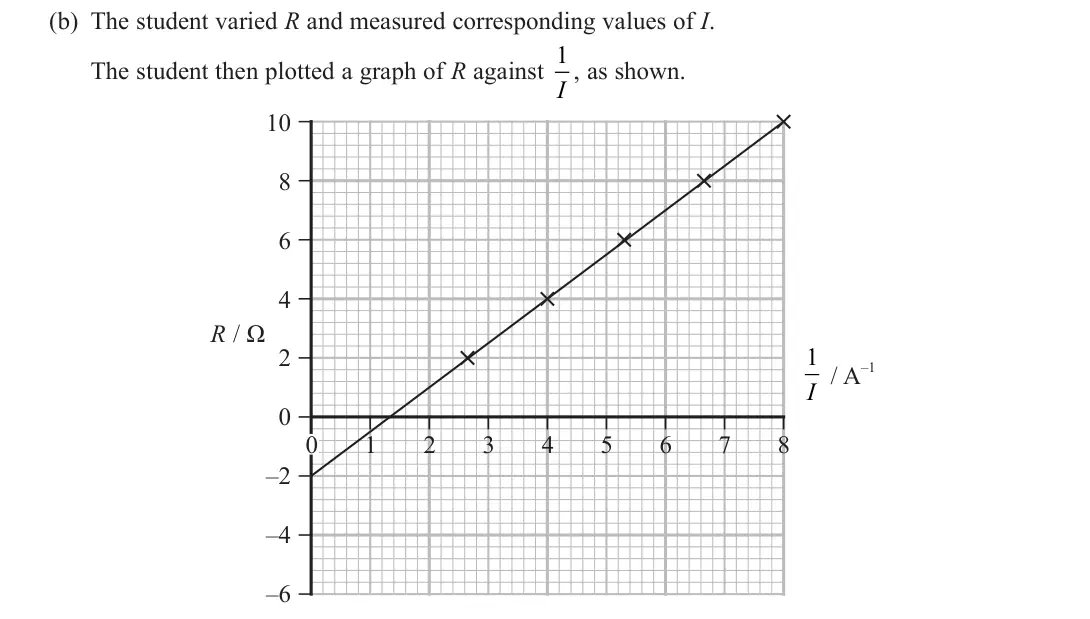 (b) The student varied R and measured corresponding values of I.
The student then plotted a graph of R against 1/I, as shown.
10
8
6
4
R / Ω
2
1/I / A⁻¹
0
0 1 2 3 4 5 6 7 8
–2
–4
–6